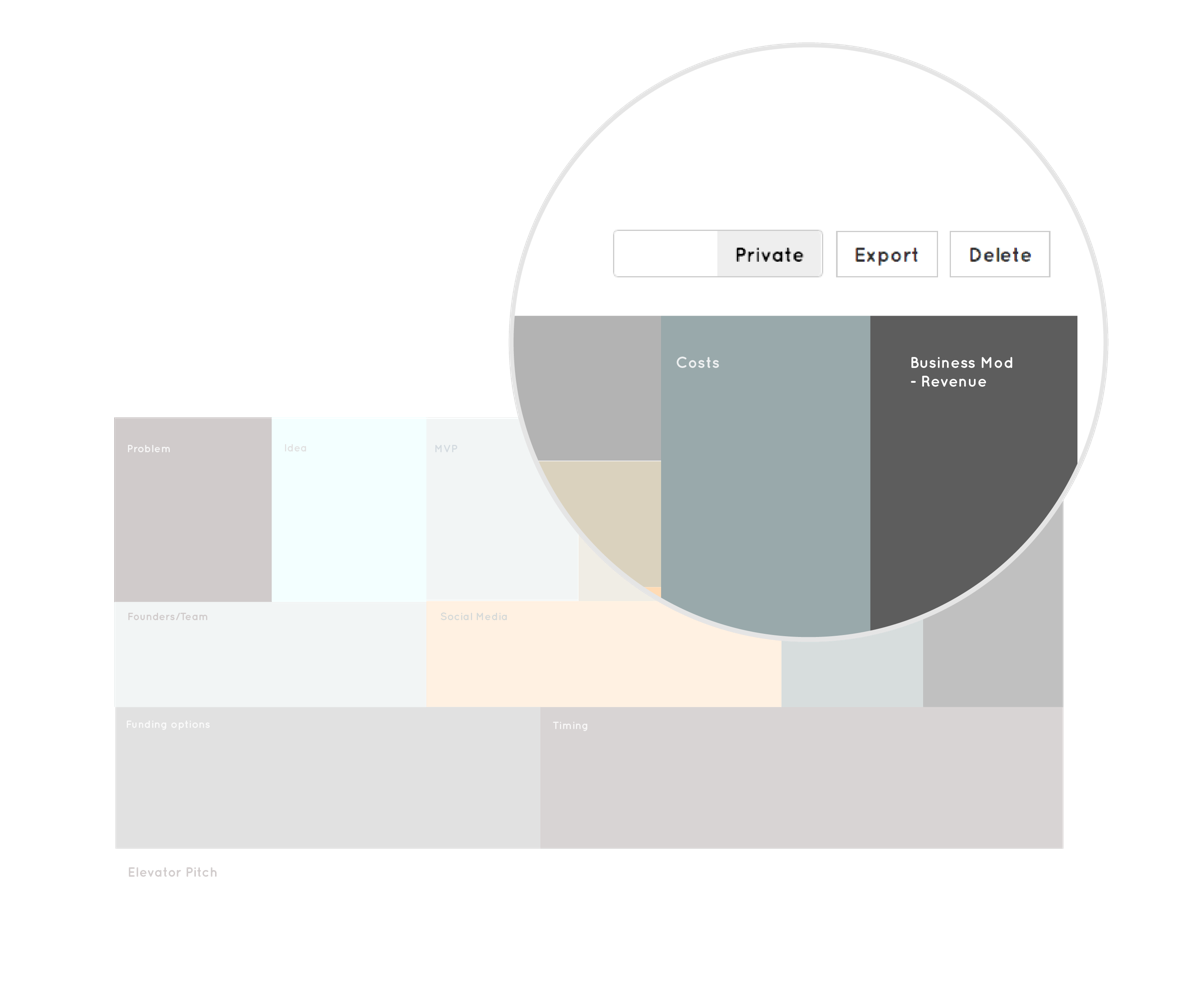 Private
Export
Delete
Costs
Business Mod
- Revenue
Problem
Idea
MVP
Founders/Team
Social Media
Funding options
Timing
Elevator Pitch